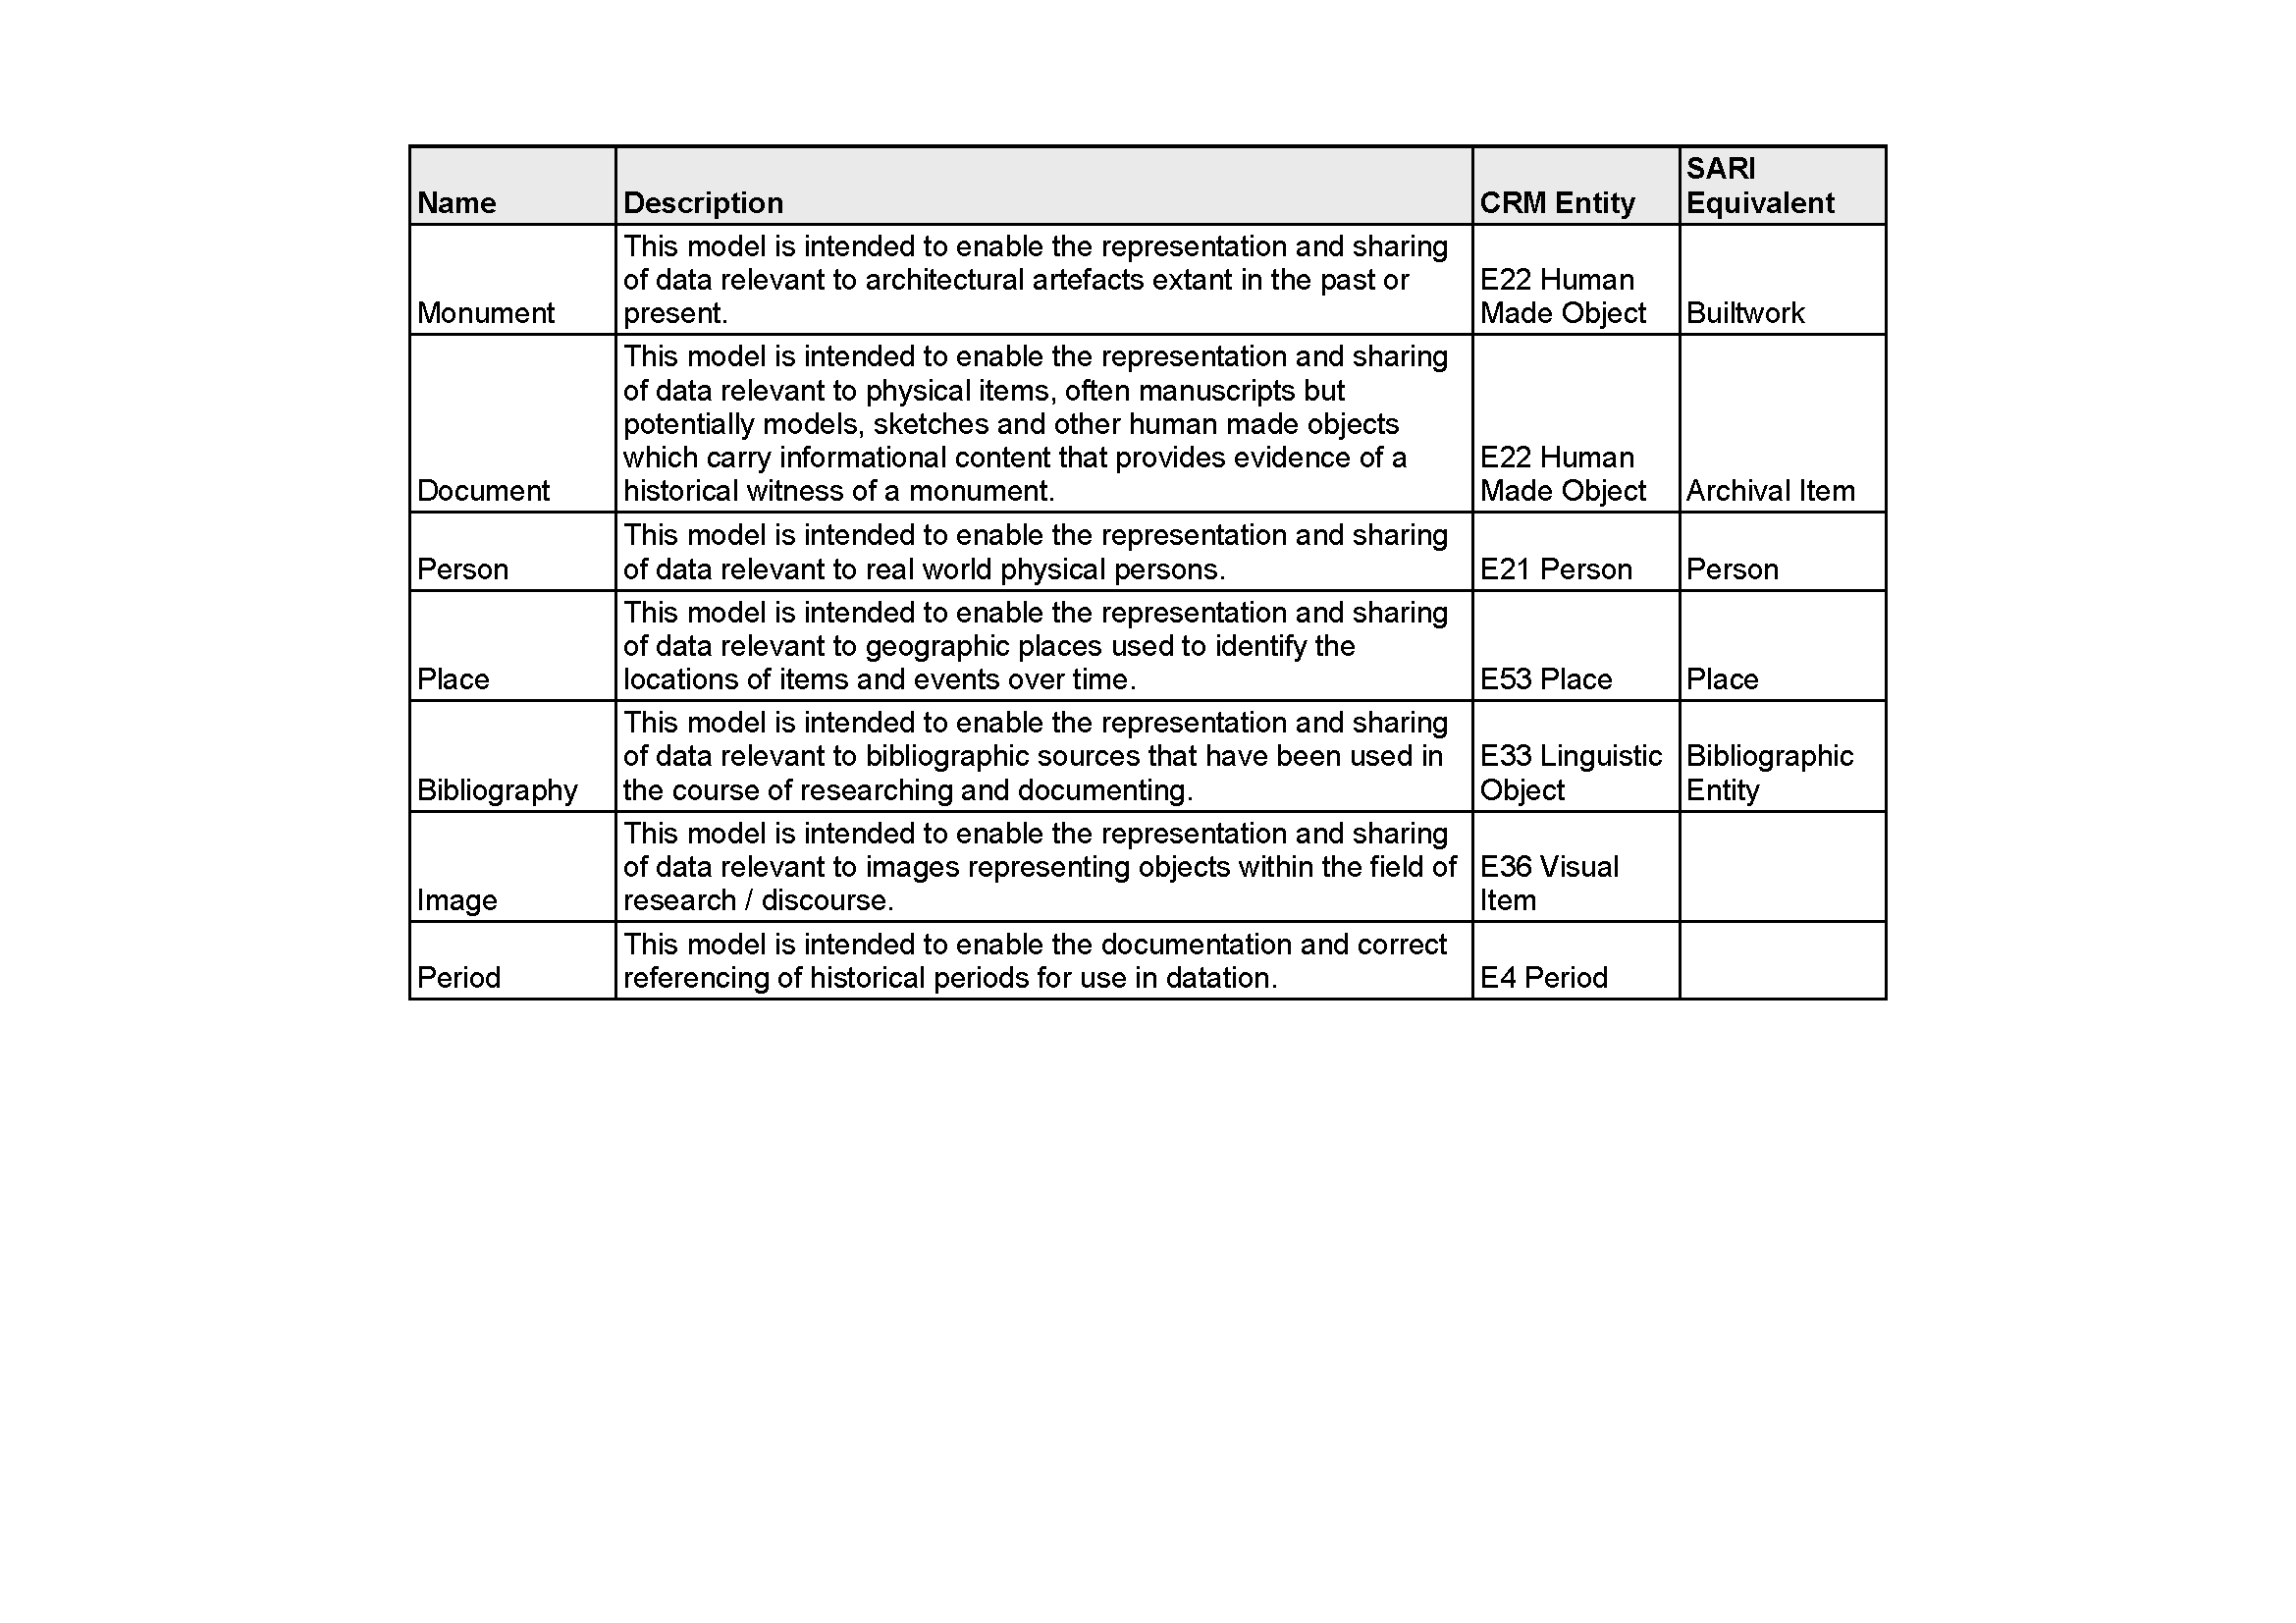 Name
Description
CRM Entity
SARI
Equivalent
Monument
This model is intended to enable the representation and sharing
of data relevant to architectural artefacts extant in the past or
present.
E22 Human
Made Object
Builtwork
Document
This model is intended to enable the representation and sharing
of data relevant to physical items, often manuscripts but
potentially models, sketches and other human made objects
which carry informational content that provides evidence of a
historical witness of a monument.
E22 Human
Made Object
Archival Item
Person
This model is intended to enable the representation and sharing
of data relevant to real world physical persons.
E21 Person
Person
Place
This model is intended to enable the representation and sharing
of data relevant to geographic places used to identify the
locations of items and events over time.
E53 Place
Place
Bibliography
This model is intended to enable the representation and sharing
of data relevant to bibliographic sources that have been used in
the course of researching and documenting.
E33 Linguistic
Object
Bibliographic
Entity
Image
This model is intended to enable the representation and sharing
of data relevant to images representing objects within the field of
research / discourse.
E36 Visual
Item
Period
This model is intended to enable the documentation and correct
referencing of historical periods for use in datation.
E4 Period